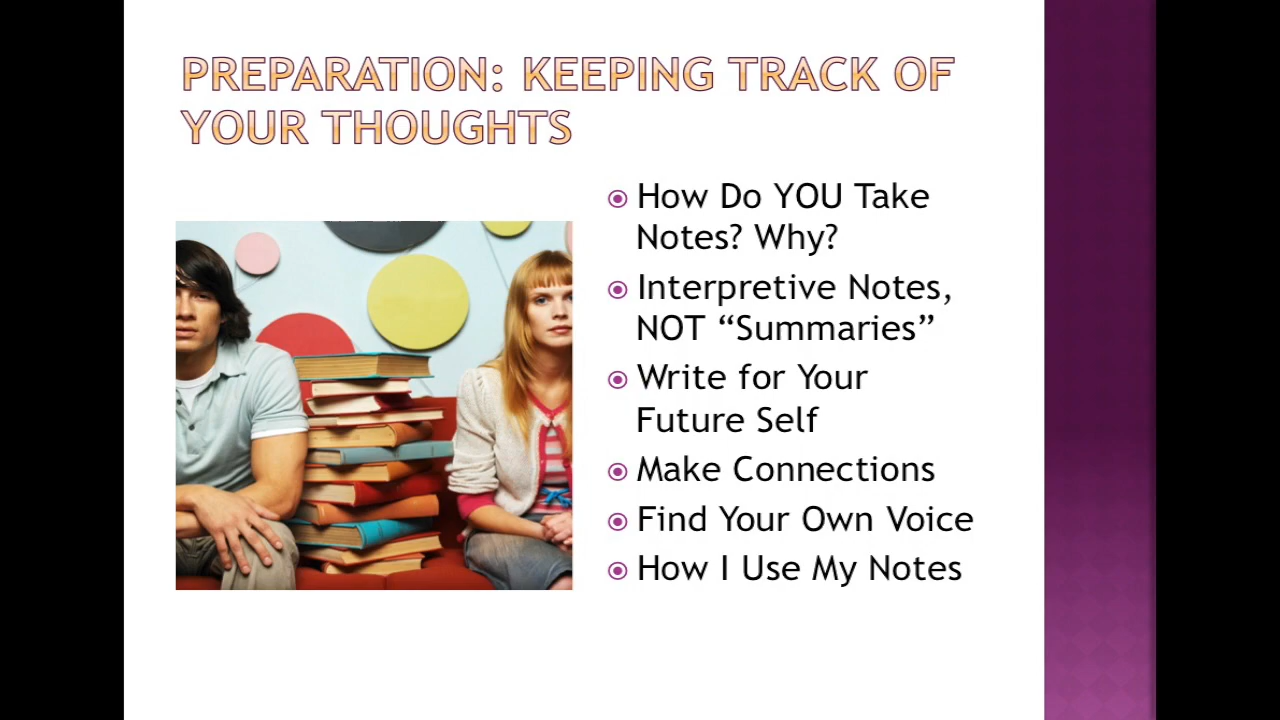 PREPARATION: KEEPING TRACK OF
YOUR THOUGHTS
How Do YOU Take
Notes? Why?
Interpretive Notes,
NOT “Summaries”
Write for Your
Future Self
Make Connections
Find Your Own Voice
How I Use My Notes